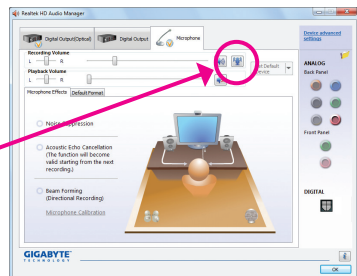 Realtek HD Audio Manager
Digital Output(Optical)
Digital Output
Microphone
Device advanced
settings
Recording Volume
L
R
Default
Device
Playback Volume
L
R
Microphone Effects
Default Format
Noise Suppression
Acoustic Echo Cancellation
(The function will become
valid starting from the next
recording.)
Beam Forming
(Directional Recording)
Microphone Calibration
ANALOG
Back Panel
Front Panel
DIGITAL
GIGABYTE
TECHNOLOGY
i
OK